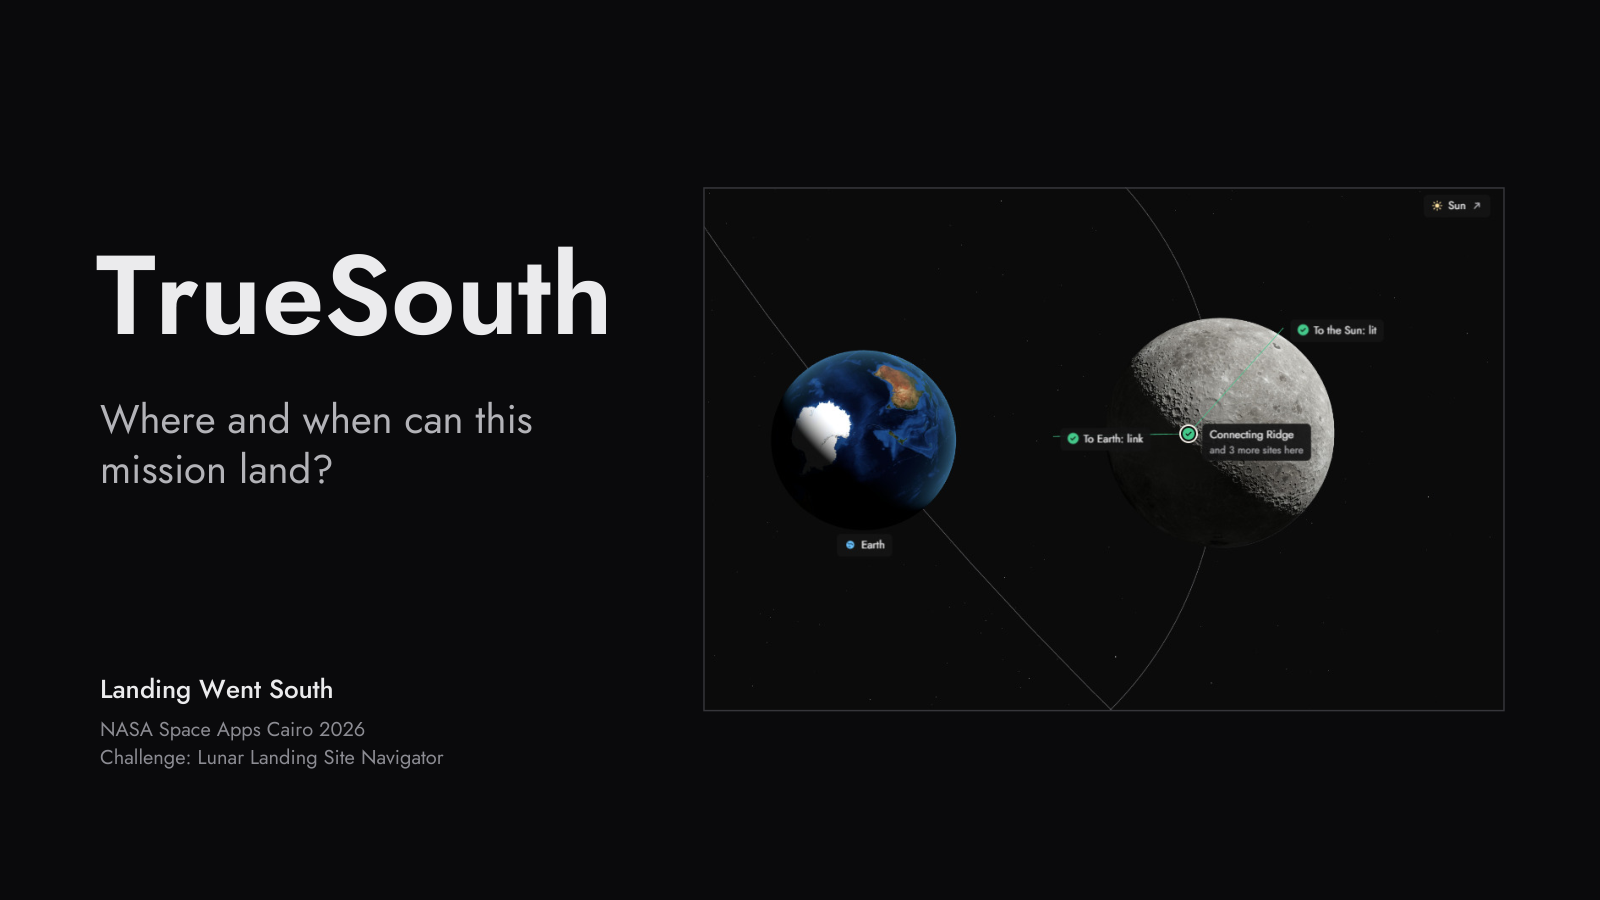 TrueSouth
Where and when can this
mission land?
Landing Went South
NASA Space Apps Cairo 2026
Challenge: Lunar Landing Site Navigator
Sun
To the Sun: lit
To Earth: link
Connecting Ridge
and 3 more sites here
Earth